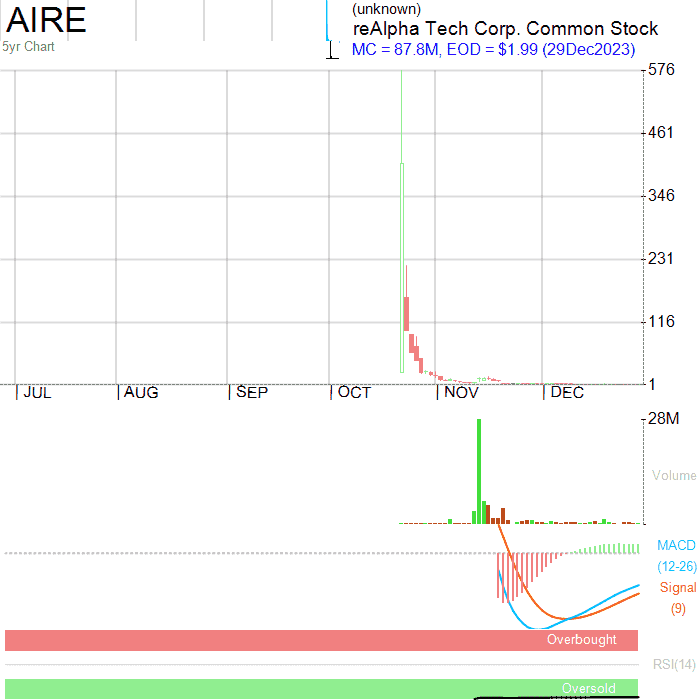 AIRE
5yr Chart
(unknown)
reAlpha Tech Corp. Common Stock
MC = 87.8M, EOD = $1.99 (29Dec2023)
576
461
346
231
116
1
JUL AUG SEP OCT NOV DEC
28M
Volume
MACD
(12-26)
Signal
(9)
Overbought
RSI(14)
Oversold